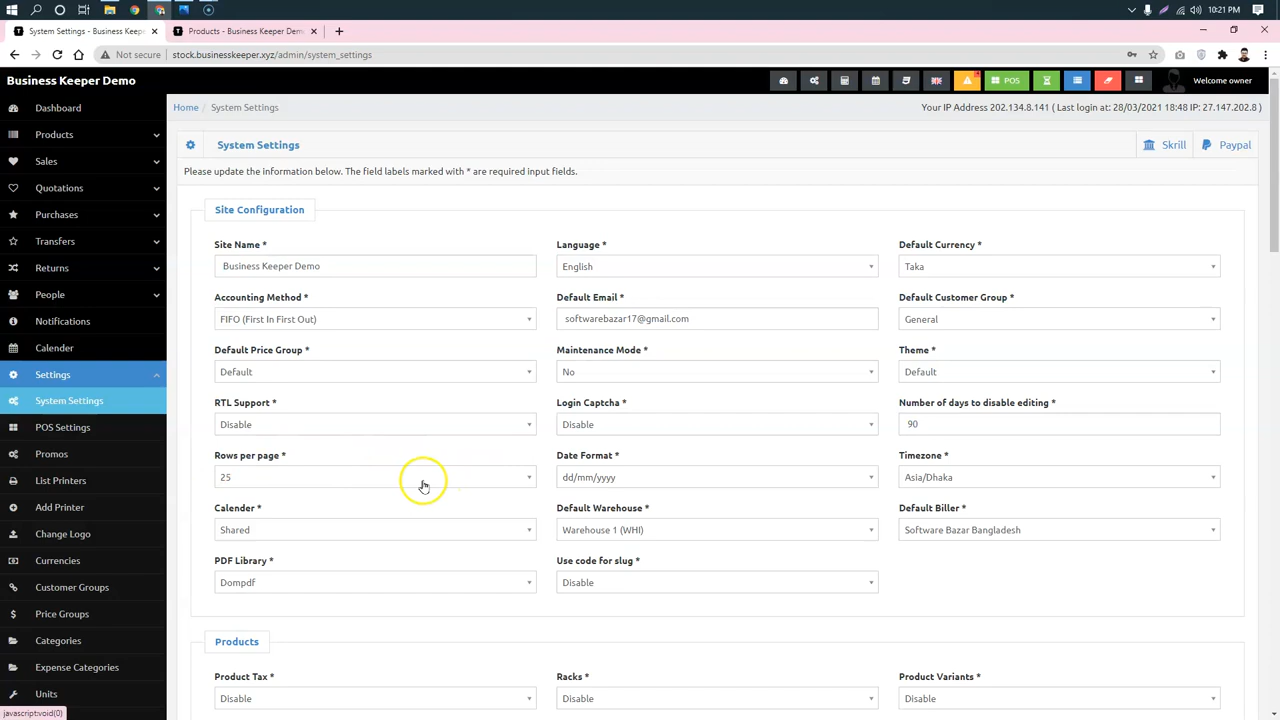 10:21 PM
System Settings - Business Keepe
Products - Business Keeper Demo
Not secure
stock.businesskeeper.xyz/admin/system_settings
Business Keeper Demo
POS
Welcome owner
Dashboard
Products
Sales
Quotations
Purchases
Transfers
Returns
People
Notifications
Calender
Settings
System Settings
POS Settings
Promos
List Printers
Add Printer
Change Logo
Currencies
Customer Groups
Price Groups
Categories
Expense Categories
Units
javascript:void(0)
Home / System Settings
Your IP Address 202.134.8.141 ( Last login at: 28/03/2021 18:48 IP: 27.147.202.8 )
System Settings
Skrill
Paypal
Please update the information below. The field labels marked with * are required input fields.
Site Configuration
Site Name *
Language *
Default Currency *
Business Keeper Demo
English
Taka
Accounting Method *
Default Email *
Default Customer Group *
FIFO (First In First Out)
softwarebazar17@gmail.com
General
Default Price Group *
Maintenance Mode *
Theme *
Default
No
Default
RTL Support *
Login Captcha *
Number of days to disable editing *
Disable
Disable
90
Rows per page *
Date Format *
Timezone *
25
dd/mm/yyyy
Asia/Dhaka
Calender *
Default Warehouse *
Default Biller *
Shared
Warehouse 1 (WHI)
Software Bazar Bangladesh
PDF Library *
Use code for slug *
Dompdf
Disable
Products
Product Tax *
Racks *
Product Variants *
Disable
Disable
Disable